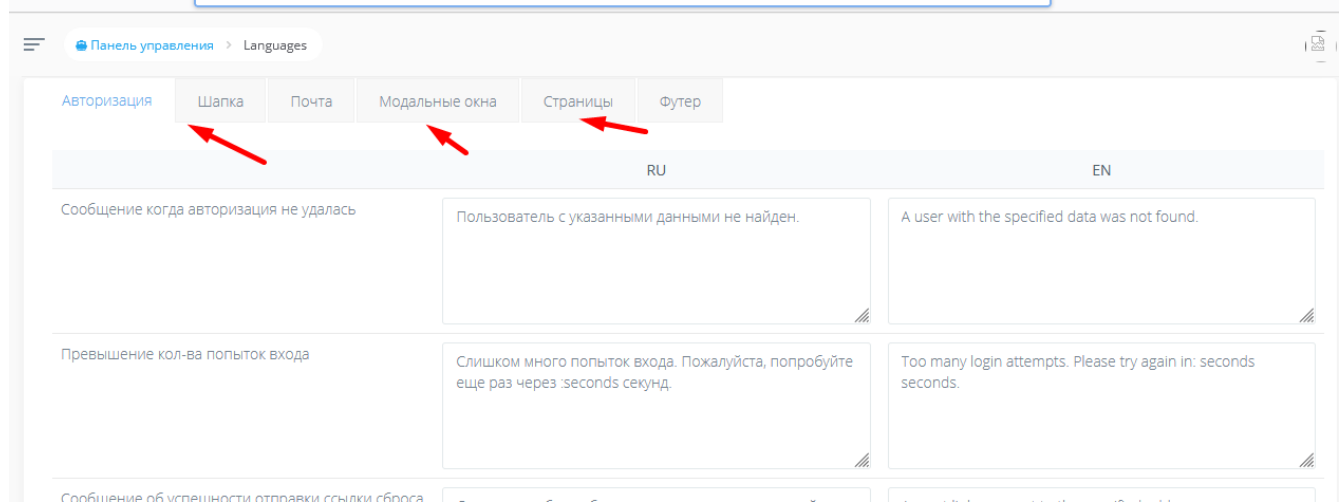 Панель управления > Languages
Авторизация Шапка Почта Модальные окна Страницы Футер
RU EN
Сообщение когда авторизация не удалась
Пользователь с указанными данными не найден.
A user with the specified data was not found.
Превышение кол-ва попыток входа
Слишком много попыток входа. Пожалуйста, попробуйте
еще раз через :seconds секунд.
Too many login attempts. Please try again in: seconds
seconds.
Сообщение об успешности отправки ссылки сброса